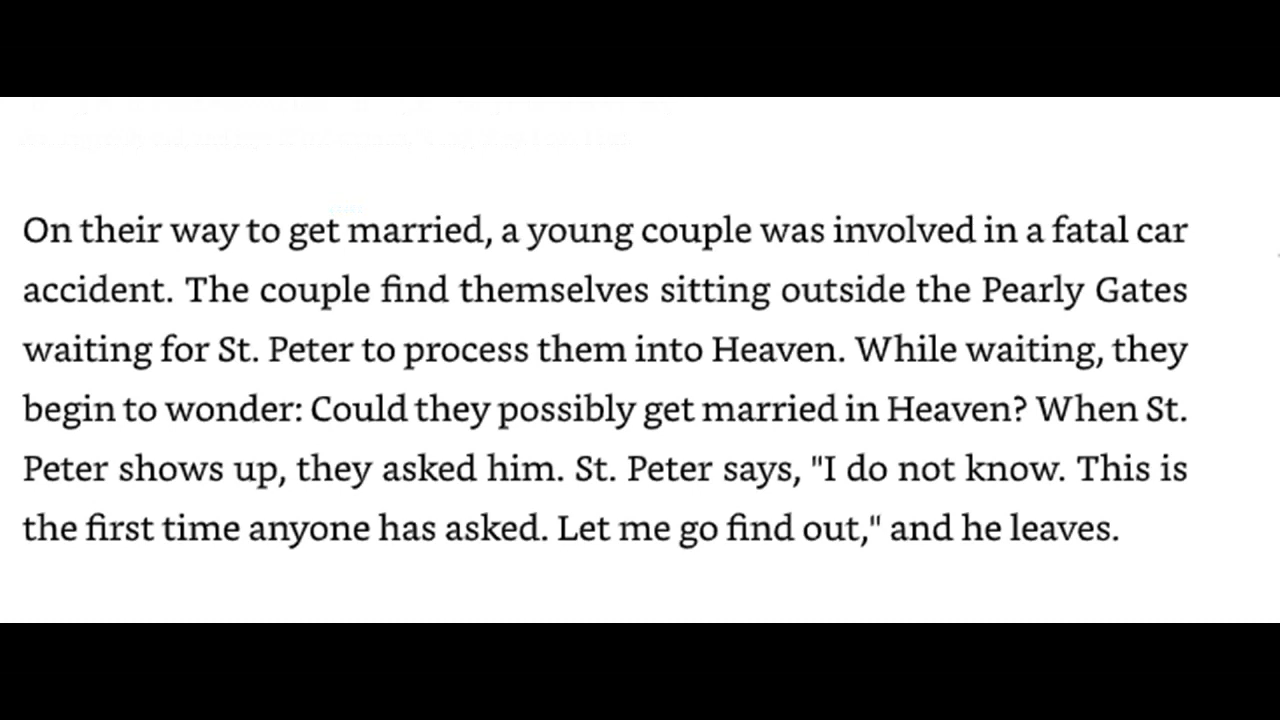 On their way to get married, a young couple was involved in a fatal car
accident. The couple find themselves sitting outside the Pearly Gates
waiting for St. Peter to process them into Heaven. While waiting, they
begin to wonder: Could they possibly get married in Heaven? When St.
Peter shows up, they asked him. St. Peter says, "I do not know. This is
the first time anyone has asked. Let me go find out," and he leaves.